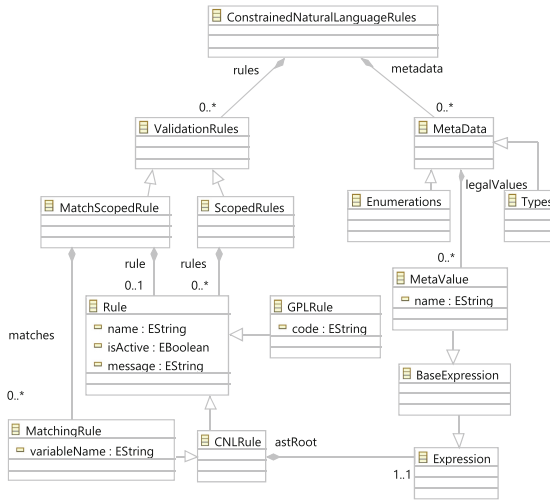 ConstrainedNaturalLanguageRules
rules
metadata
0..*
0..*
ValidationRules
MetaData
legalValues
MatchScopedRule
ScopedRules
Enumerations
Types
rule
rules
0..1
0..*
0..*
Rule
name : EString
isActive : EBoolean
message : EString
GPLRule
code : EString
MetaValue
name : EString
matches
0..*
BaseExpression
MatchingRule
variableName : EString
CNLRule
astRoot
1..1
Expression